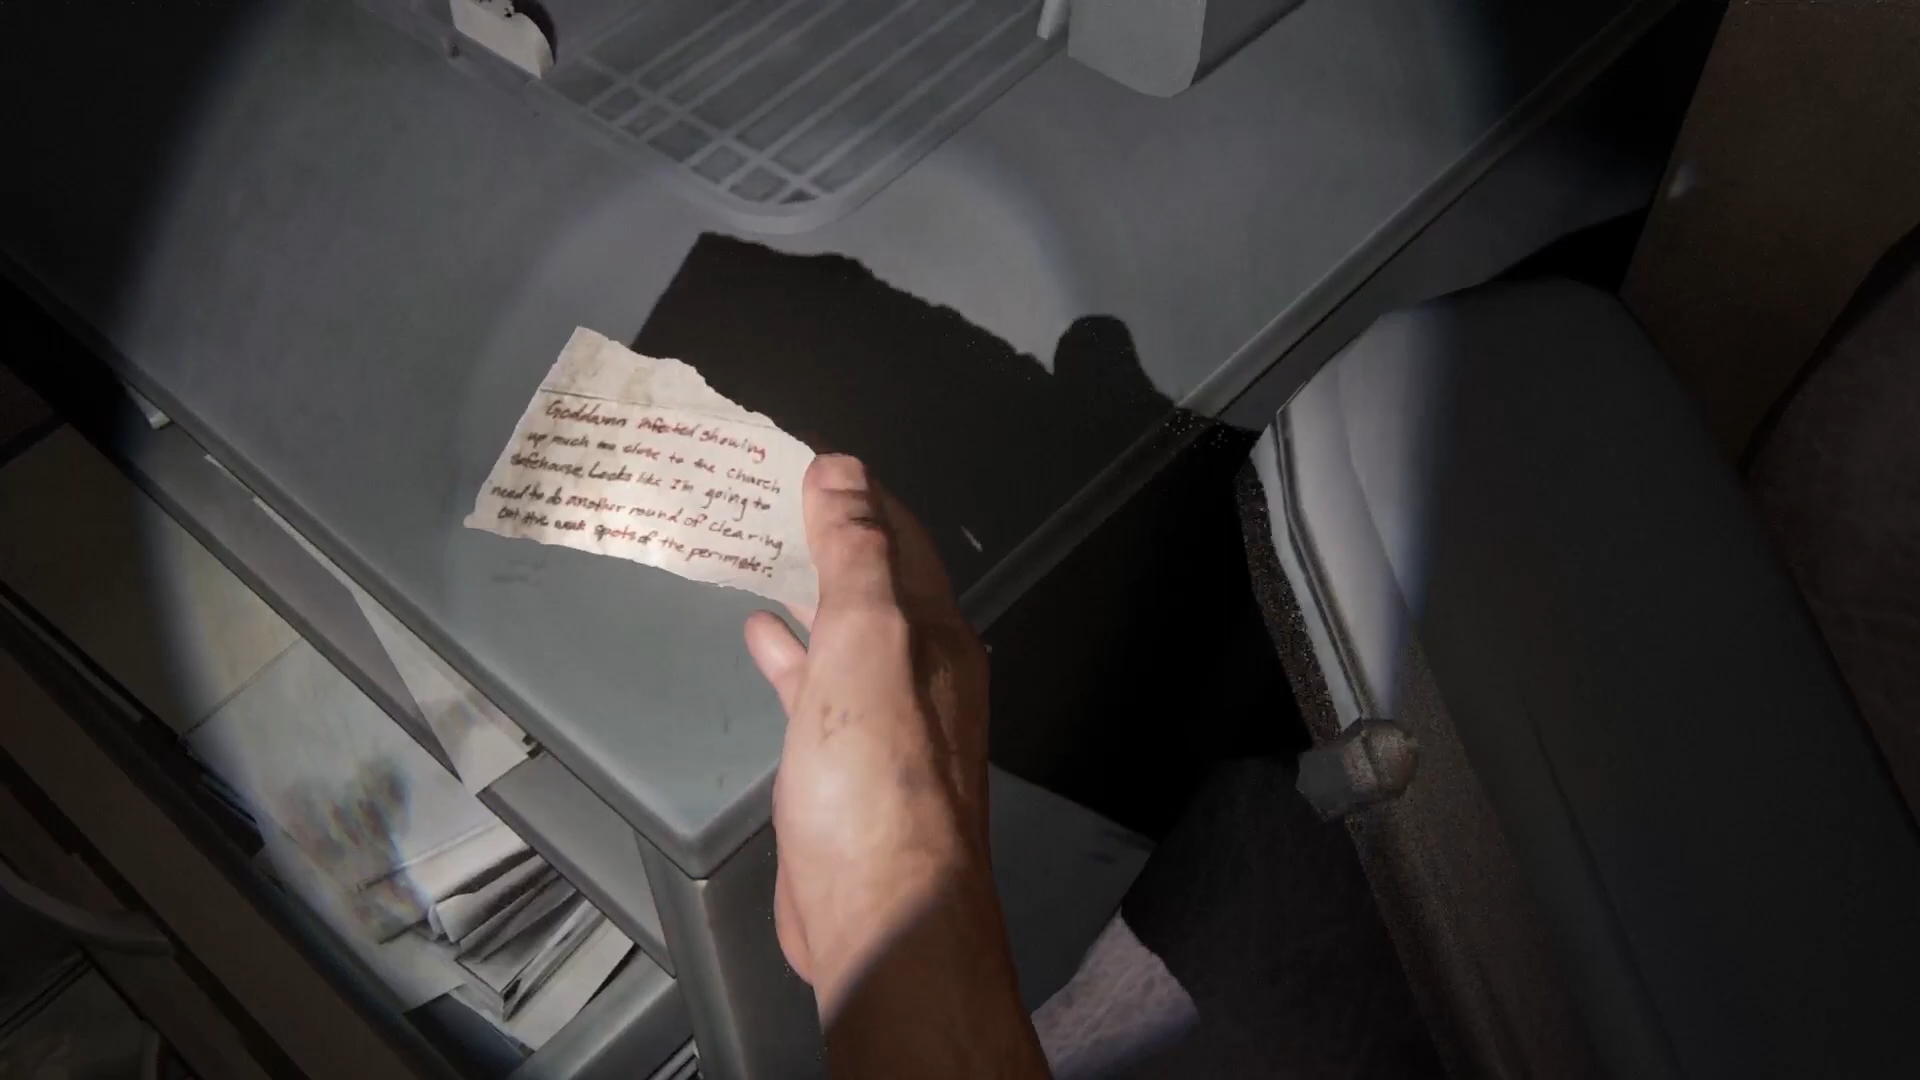 Goddamn infected showing
up much too close to the church
safehouse. Looks like I'm going to
need to do another round of clearing
out the weak spots of the perimeter.